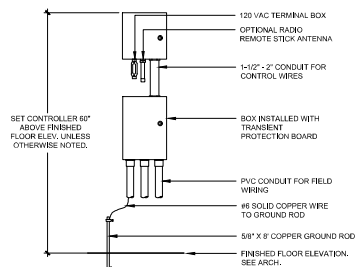 120 VAC TERMINAL BOX
OPTIONAL RADIO
REMOTE STICK ANTENNA
1-1/2" - 2" CONDUIT FOR
CONTROL WIRES
SET CONTROLLER 60"
ABOVE FINISHED
FLOOR ELEV. UNLESS
OTHERWISE NOTED.
BOX INSTALLED WITH
TRANSIENT
PROTECTION BOARD
PVC CONDUIT FOR FIELD
WIRING
#6 SOLID COPPER WIRE
TO GROUND ROD
5/8" X 8' COPPER GROUND ROD
FINISHED FLOOR ELEVATION.
SEE ARCH.